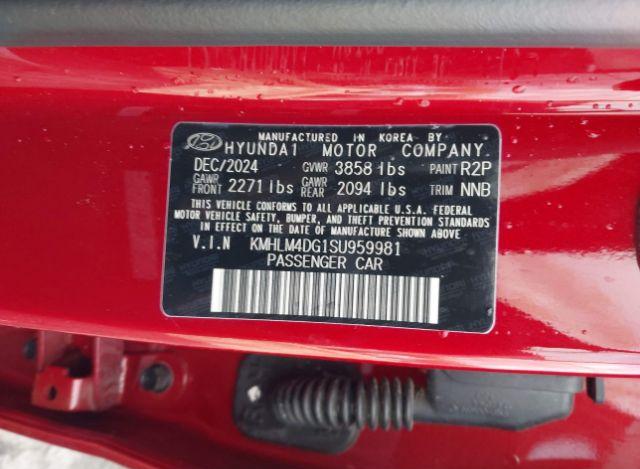 MANUFACTURED IN KOREA BY
HYUNDAI MOTOR COMPANY.
DEC/2024 GVWR 3858 lbs PAINT R2P
GAWR FRONT 2271 lbs GAWR REAR 2094 lbs TRIM NNB
THIS VEHICLE CONFORMS TO ALL APPLICABLE U.S.A. FEDERAL
MOTOR VEHICLE SAFETY, BUMPER, AND THEFT PREVENTION STANDARDS
IN EFFECT ON THE DATE OF MANUFACTURE SHOWN ABOVE.
V.I.N KMHLM4DG1SU959981
PASSENGER CAR